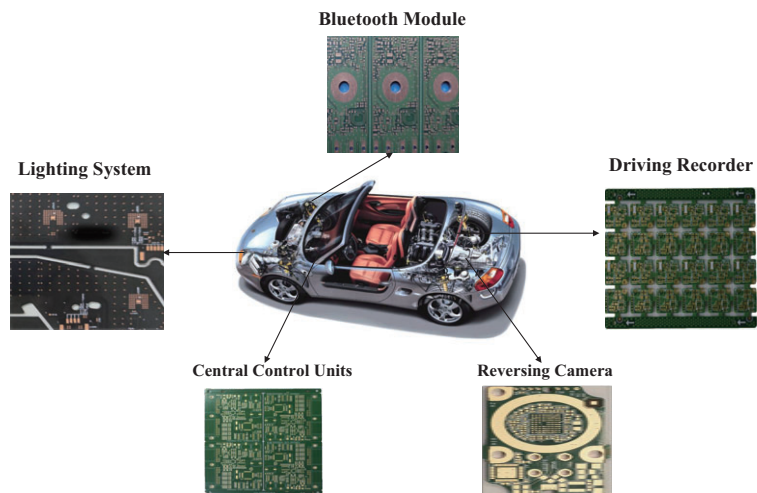 Bluetooth Module
Lighting System
Driving Recorder
Central Control Units
Reversing Camera